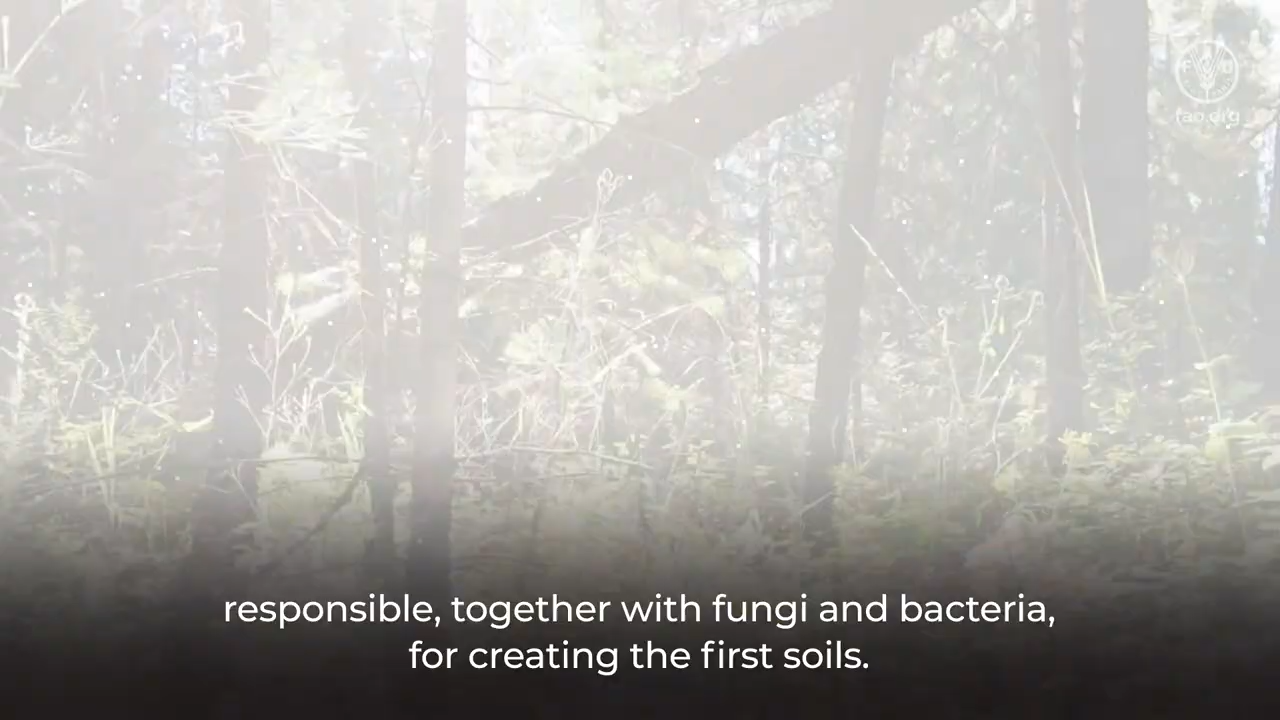 fao.org
responsible, together with fungi and bacteria,
for creating the first soils.